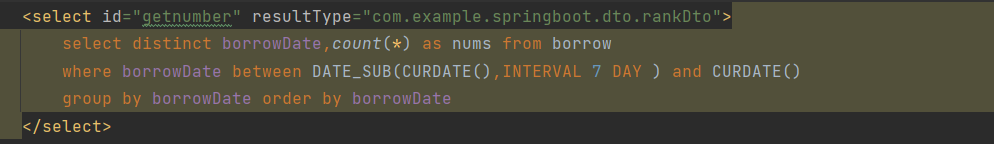 <select id="getnumber" resultType="com.example.springboot.dto.rankDto">
select distinct borrowDate,count(*) as nums from borrow
where borrowDate between DATE_SUB(CURDATE(),INTERVAL 7 DAY ) and CURDATE()
group by borrowDate order by borrowDate
</select>